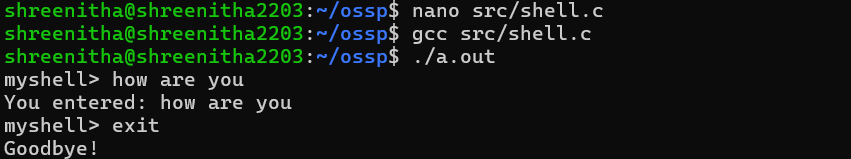 shreenitha@shreenitha2203:~/ossp$ nano src/shell.c
shreenitha@shreenitha2203:~/ossp$ gcc src/shell.c
shreenitha@shreenitha2203:~/ossp$ ./a.out
myshell> how are you
You entered: how are you
myshell> exit
Goodbye!